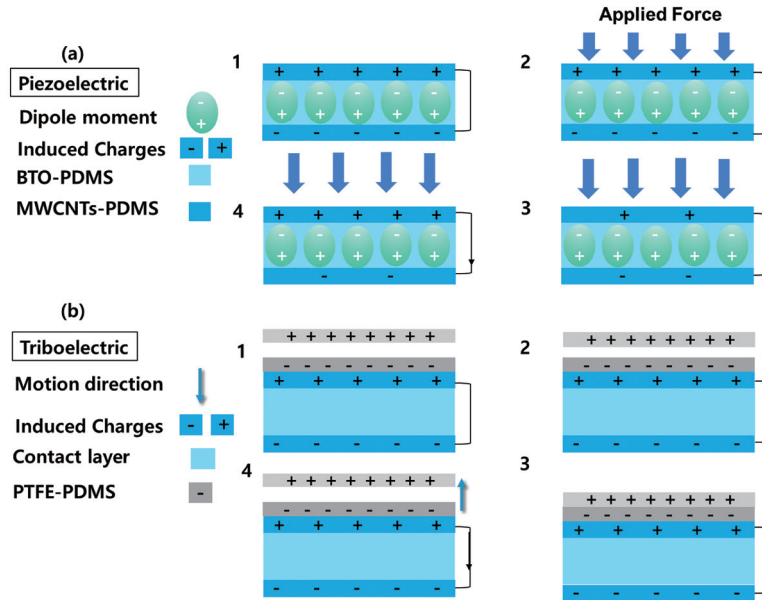 Applied Force
(a)
Piezoelectric
Dipole moment
Induced Charges
BTO-PDMS
MWCNTs-PDMS
-
+
- +
1
+ + + + +
- - - - -
+ + + + +
- - - - -
2
+ + + + +
- - - - -
+ + + + +
- - - - -
4
+ + + + +
- - - - -
+ + + + +
- -
3
+ +
- - - - -
+ + + + +
- -
(b)
Triboelectric
Motion direction
Induced Charges
Contact layer
PTFE-PDMS
- +
-
1
+ + + + + + + +
- - - - - - - -
+ + + + +
- - - - -
2
+ + + + + + + +
- - - - - - - -
+ + + + +
- - - - -
4
+ + + + + + + +
- - - - - - - -
+ + + + +
- - - - -
3
+ + + + + + + +
- - - - - - - -
+ + + + +
- - - - -